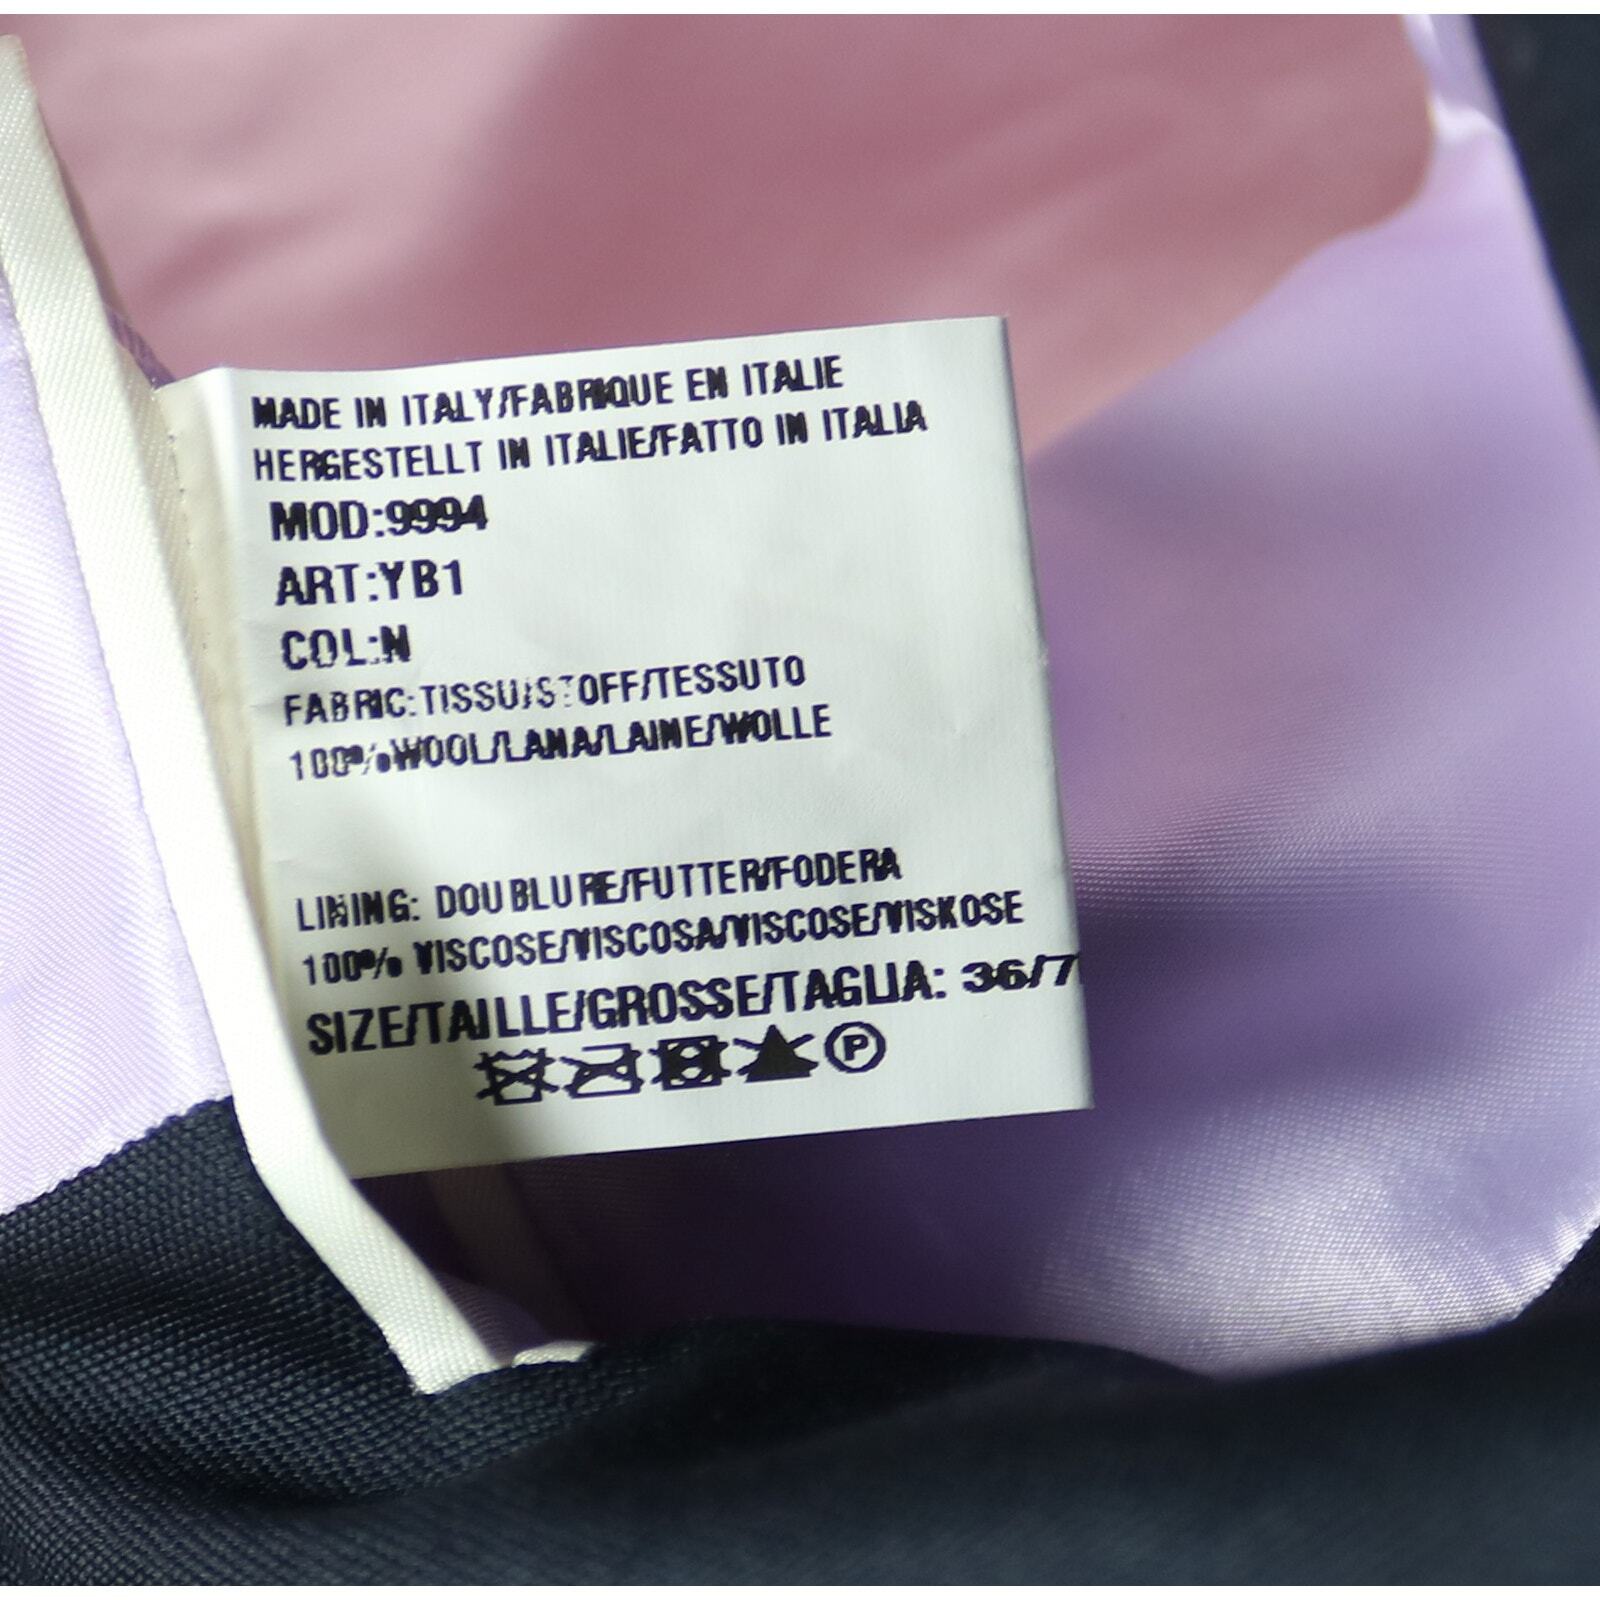 MADE IN ITALY/FABRIQUE EN ITALIE
HERGESTELLT IN ITALIE/FATTO IN ITALIA
MOD:9994
ART:YB1
COL:N
FABRIC:TISSU/STOFF/TESSUTO
100%WOOL/LANA/LAINE/WOLLE
LINING: DOUBLURE/FUTTER/FODERA
100% VISCOSE/VISCOSA/VISCOSE/VISKOSE
SIZE/TAILLE/GROSSE/TAGLIA: 36/7
P